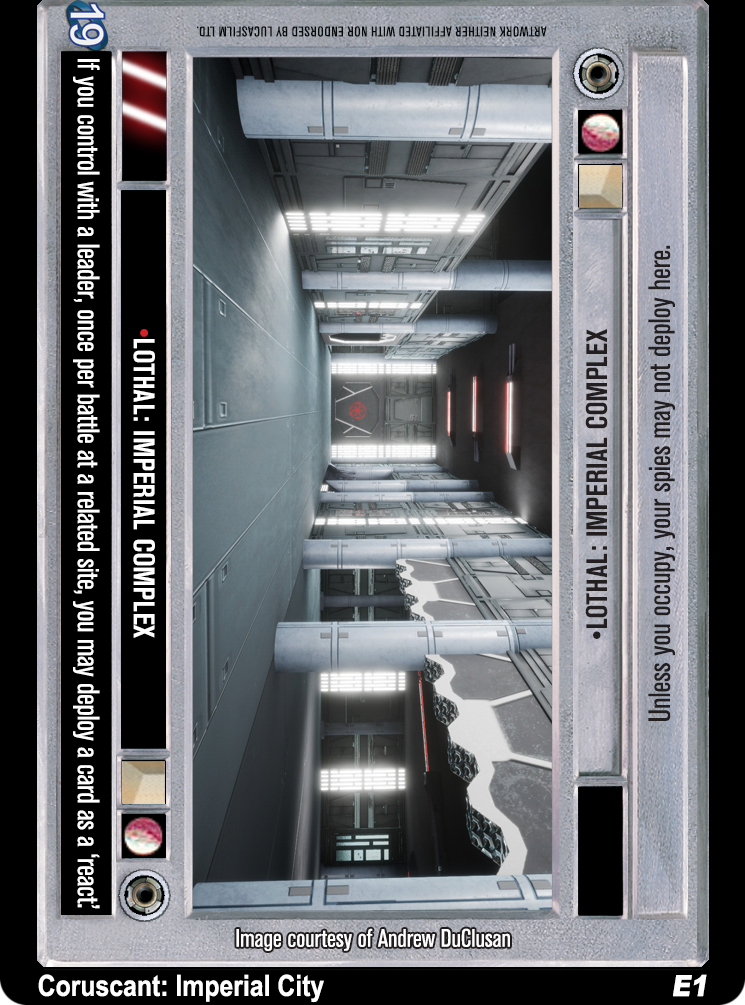 19
ARTWORK NEITHER AFFILIATED WITH NOR ENDORSED BY LUCASFILM LTD.
If you control with a leader, once per battle at a related site, you may deploy a card as a 'react.'
•LOTHAL: IMPERIAL COMPLEX
•LOTHAL: IMPERIAL COMPLEX
Unless you occupy, your spies may not deploy here.
Image courtesy of Andrew DuClusan
Coruscant: Imperial City
E1